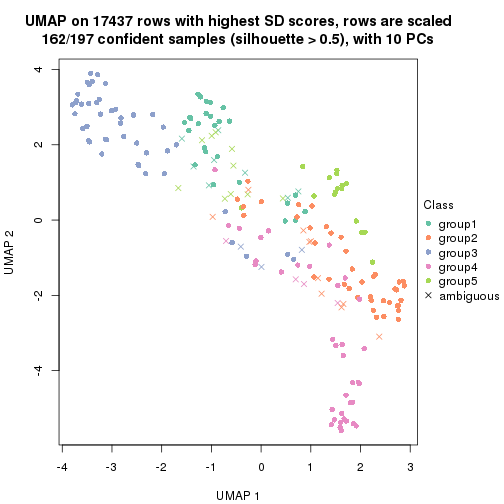 UMAP on 17437 rows with highest SD scores, rows are scaled
162/197 confident samples (silhouette > 0.5), with 10 PCs
4
2
0
-2
-4
UMAP 2
-4
-3
-2
-1
0
1
2
3
UMAP 1
Class
group1
group2
group3
group4
group5
ambiguous